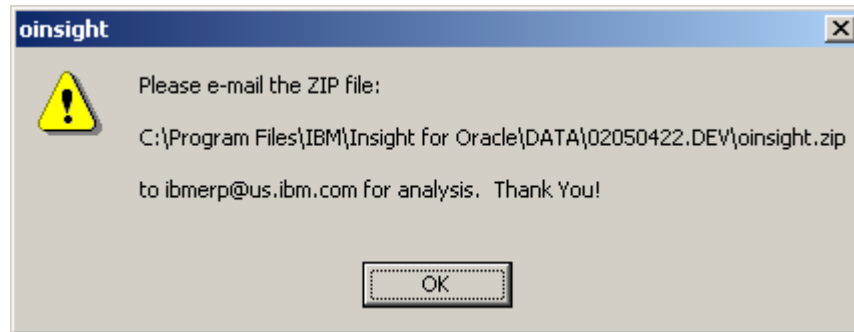 oinsight
Please e-mail the ZIP file:
C:\Program Files\IBM\Insight for Oracle\DATA\02050422.DEV\oinsight.zip
to ibmerp@us.ibm.com for analysis.  Thank You!
OK